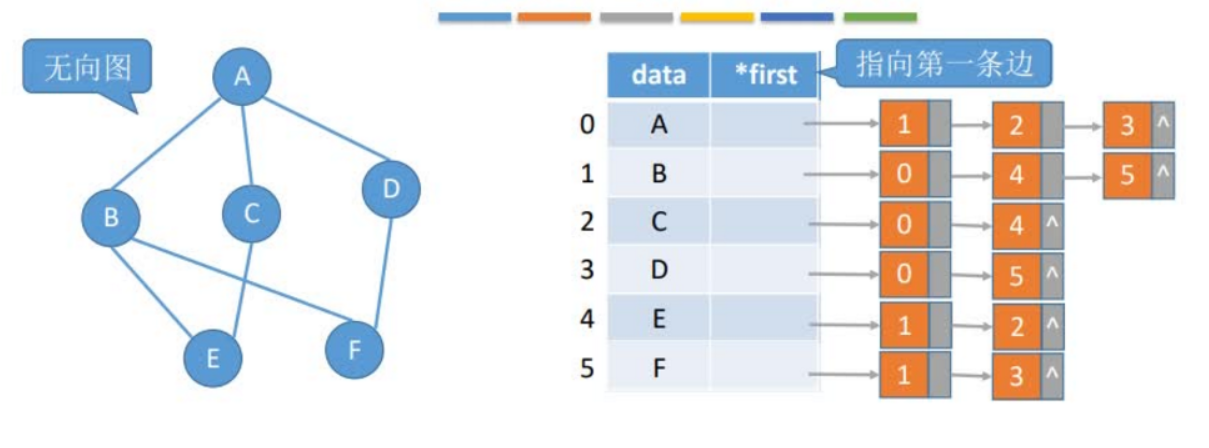 无向图
A
B
C
D
E
F
data *first
指向第一条边
0 A 1 2 3 ^
1 B 0 4 5 ^
2 C 0 4 ^
3 D 0 5 ^
4 E 1 2 ^
5 F 1 3 ^